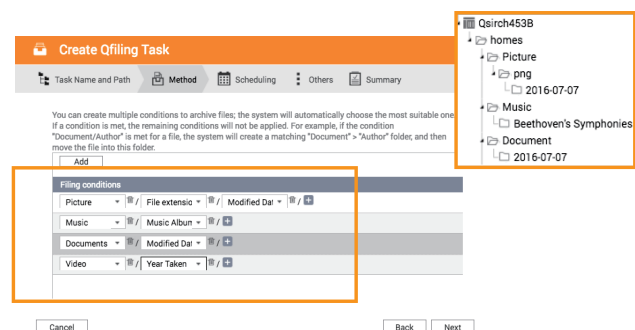 Create Qfiling Task
Task Name and Path
Method
Scheduling
Others
Summary
You can create multiple conditions to archive files; the system will automatically choose the most suitable one
If a condition is met, the remaining conditions will not be applied. For example, if the condition
"Document/Author" is met for a file, the system will create a matching "Document" > "Author" folder, and then
move the file into this folder.
Add
Filing conditions
Picture / File extensio / Modified Dat /
Music / Music Album /
Documents / Modified Dat /
Video / Year Taken /
Cancel
Back
Next
Qsirch453B
homes
Picture
png
2016-07-07
Music
Beethoven's Symphonies
Document
2016-07-07